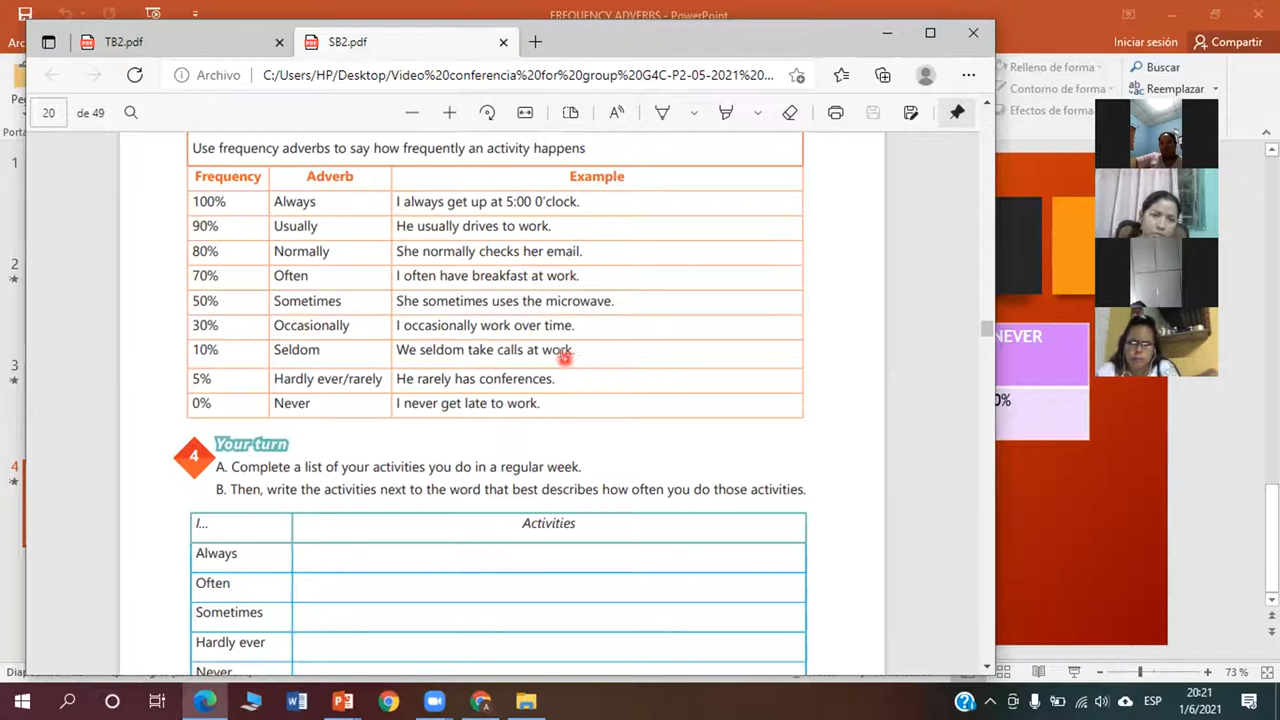 FREQUENCY ADVERBS - PowerPoint
TB2.pdf
SB2.pdf
Iniciar sesión
Compartir
Archivo
C:/Users/HP/Desktop/Video%20conferencia%20for%20group%20G4C-P2-05-2021%20...
Relleno de forma
Contorno de forma
Efectos de forma
Buscar
Reemplazar
20
de 49
Use frequency adverbs to say how frequently an activity happens
Frequency Adverb Example
100% Always I always get up at 5:00 0'clock.
90% Usually He usually drives to work.
80% Normally She normally checks her email.
70% Often I often have breakfast at work.
50% Sometimes She sometimes uses the microwave.
30% Occasionally I occasionally work over time.
10% Seldom We seldom take calls at work.
5% Hardly ever/rarely He rarely has conferences.
0% Never I never get late to work.
4 Your turn
A. Complete a list of your activities you do in a regular week.
B. Then, write the activities next to the word that best describes how often you do those activities.
I... Activities
Always
Often
Sometimes
Hardly ever
Never
1
2
3
4
NEVER
0%
73 %
ESP
20:21
1/6/2021